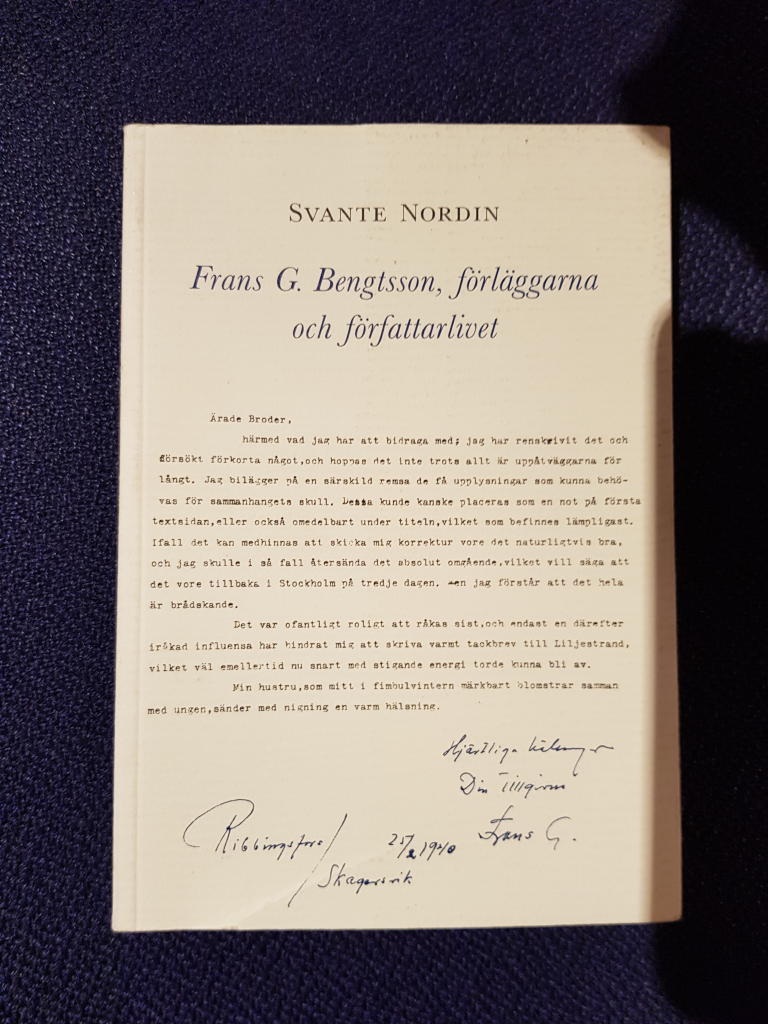 SVANTE NORDIN
Frans G. Bengtsson, förläggarna
och författarlivet
Ärade Broder,
härmed vad jag har att bidraga med; jag har renskrivit det och
försökt förkorta något,och hoppas det inte trots allt är uppåtväggarna för
långt. Jag bilägger på en särskild remsa de få upplysningar som kunna behö-
vas för sammanhangets skull. Dessa kunde kanske placeras som en not på första
textsidan,eller också omedelbart under titeln,vilket som befinnes lämpligast.
Ifall det kan medhinnas att skicka mig korrektur vore det naturligtvis bra,
och jag skulle i så fall återsända det absolut omgående,vilket vill säga att
det vore tillbaka i Stockholm på tredje dagen. Men jag förstår att det hela
är brådskande.
Det var ofantligt roligt att råkas sist,och endast en därefter
iråkad influensa har hindrat mig att skriva varmt tackbrev till Liljestrand,
vilket väl emellertid nu snart med stigande energi torde kunna bli av.
Min hustru,som mitt i fimbulvintern märkbart blomstrar samman
med ungen,sänder med nigning en varm hälsning.
Hjärtliga hälsningar
Din tillgivne
Frans G.
Ribbingsfors/ 25/2 1940
Skagersvik